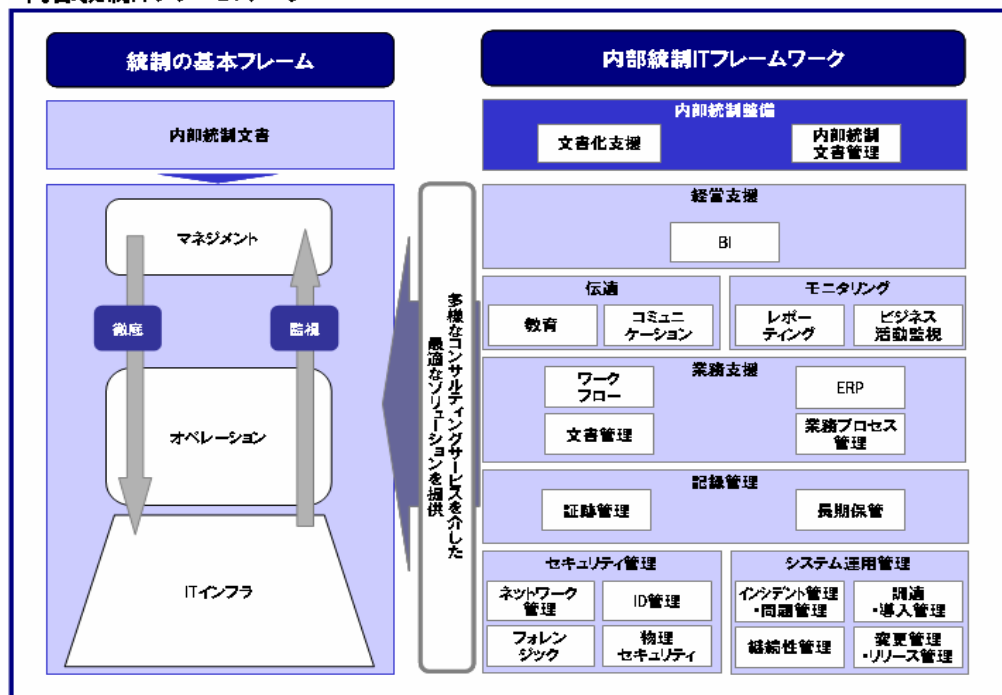 統制の基本フレーム
内部統制文書
マネジメント
徹底
監視
オペレーション
ITインフラ
多様なコンサルティングサービスを介した
最適なソリューションを提供
内部統制ITフレームワーク
内部統制整備
文書化支援
内部統制
文書管理
経営支援
BI
伝達
教育
コミュニ
ケーション
モニタリング
レポー
ティング
ビジネス
活動監視
業務支援
ワーク
フロー
ERP
文書管理
業務プロセス
管理
記録管理
証跡管理
長期保管
セキュリティ管理
ネットワーク
管理
ID管理
フォレン
ジック
物理
セキュリティ
システム運用管理
インシデント管理
・問題管理
調達
・導入管理
継続性管理
変更管理
・リリース管理